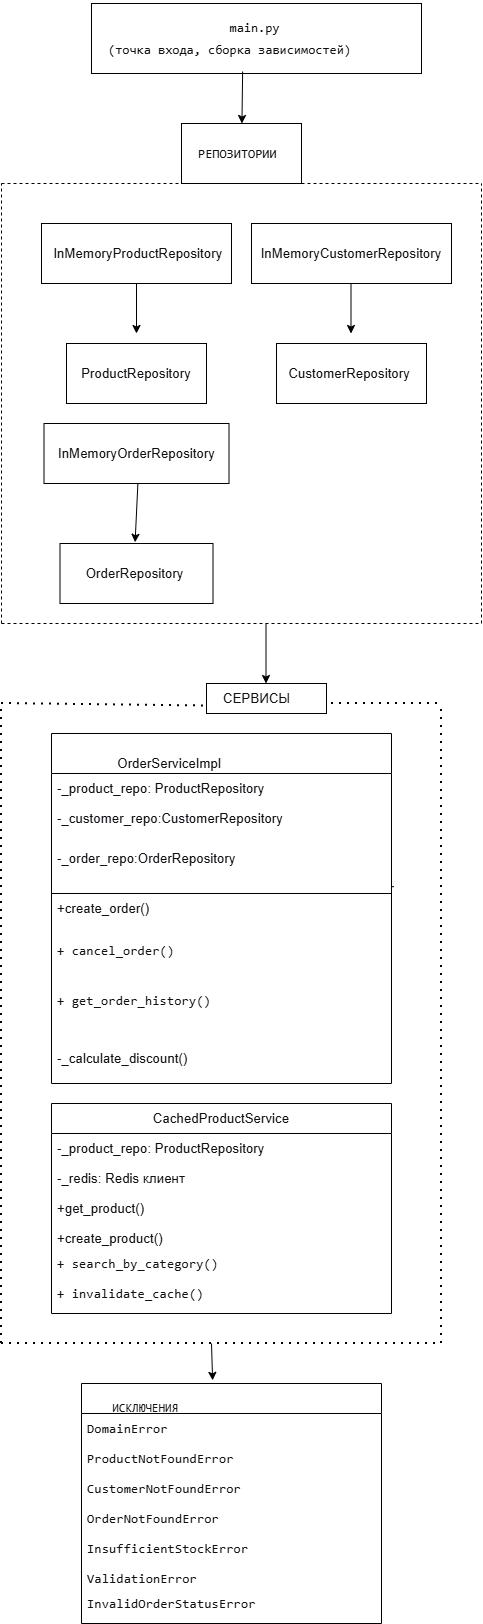 main.py
(точка входа, сборка зависимостей)
РЕПОЗИТОРИИ
InMemoryProductRepository
InMemoryCustomerRepository
ProductRepository
CustomerRepository
InMemoryOrderRepository
OrderRepository
СЕРВИСЫ
OrderServiceImpl
-_product_repo: ProductRepository
-_customer_repo:CustomerRepository
-_order_repo:OrderRepository
+create_order()
+ cancel_order()
+ get_order_history()
-_calculate_discount()
CachedProductService
-_product_repo: ProductRepository
-_redis: Redis клиент
+get_product()
+create_product()
+ search_by_category()
+ invalidate_cache()
ИСКЛЮЧЕНИЯ
DomainError
ProductNotFoundError
CustomerNotFoundError
OrderNotFoundError
InsufficientStockError
ValidationError
InvalidOrderStatusError